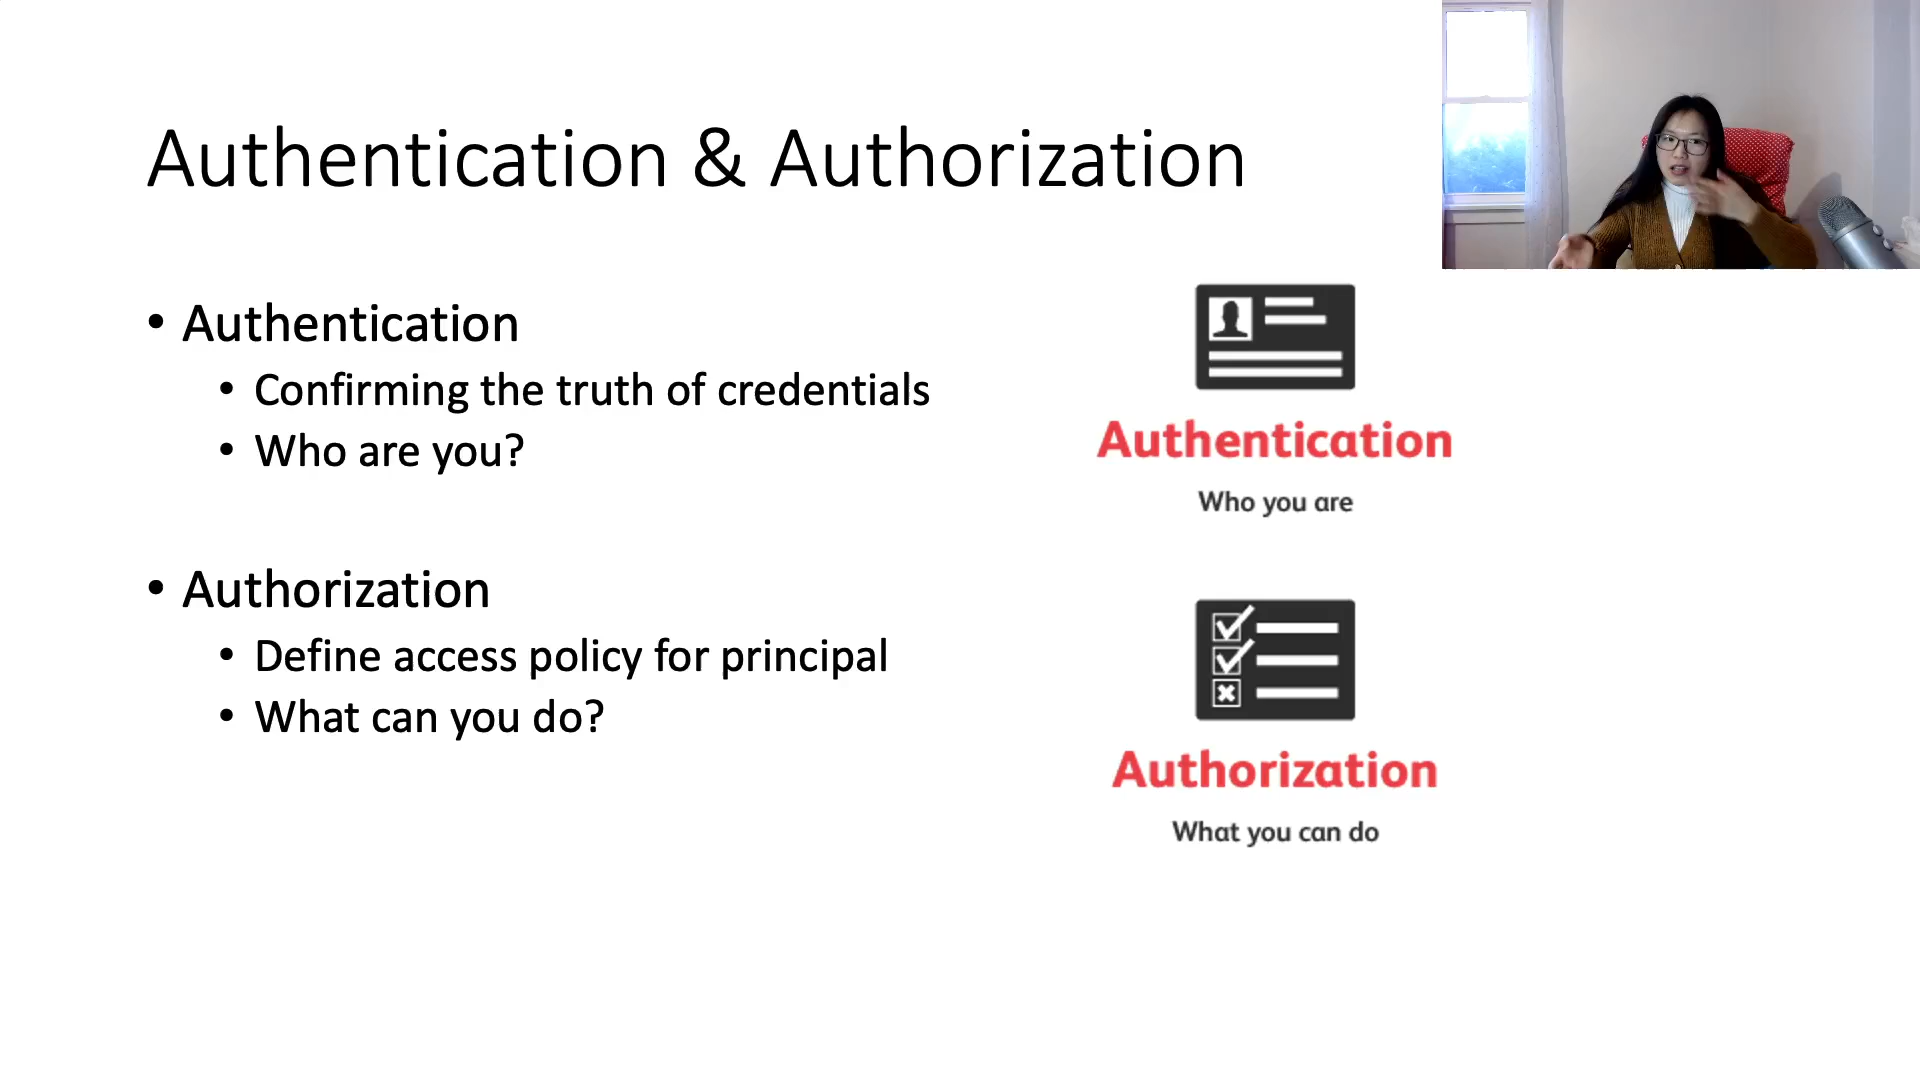 Authentication & Authorization
• Authentication
• Confirming the truth of credentials
• Who are you?
• Authorization
• Define access policy for principal
• What can you do?
Authentication
Who you are
Authorization
What you can do